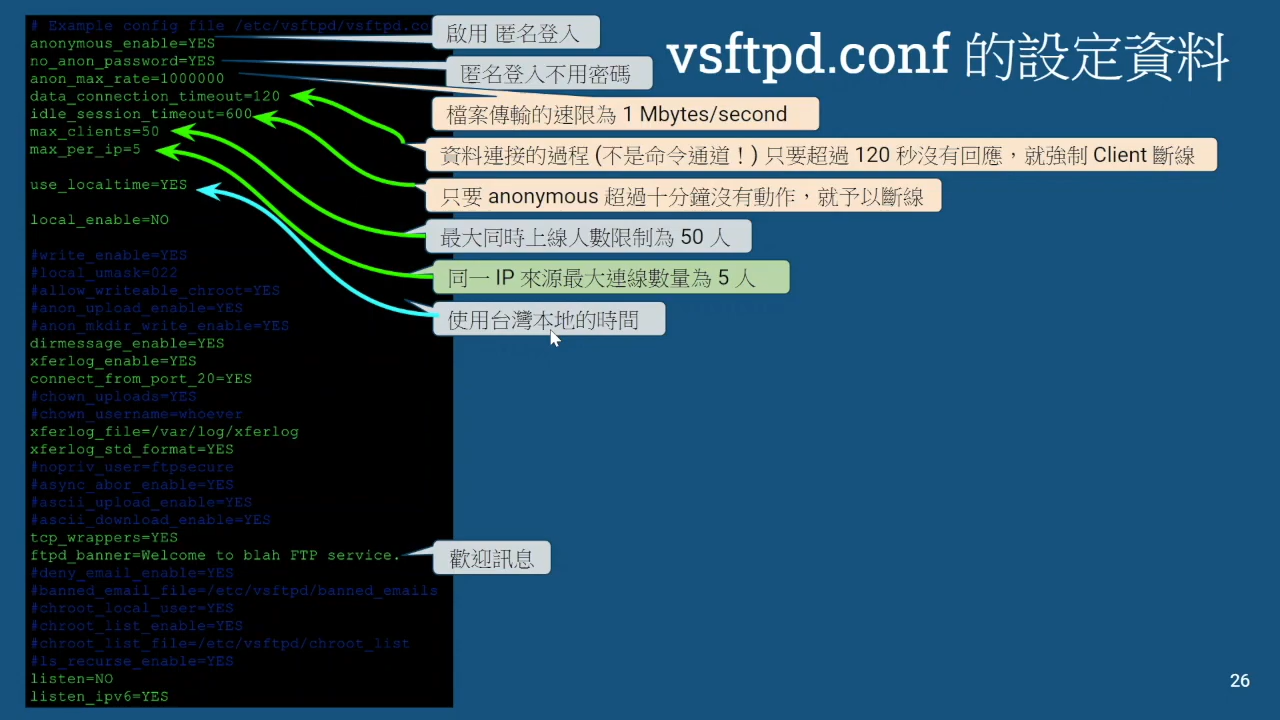 vsftpd.conf 的設定資料
# Example config file /etc/vsftpd/vsftpd.co
anonymous_enable=YES
no_anon_password=YES
anon_max_rate=1000000
data_connection_timeout=120
idle_session_timeout=600
max_clients=50
max_per_ip=5
use_localtime=YES
local_enable=NO
#write_enable=YES
#local_umask=022
#allow_writeable_chroot=YES
#anon_upload_enable=YES
#anon_mkdir_write_enable=YES
dirmessage_enable=YES
xferlog_enable=YES
connect_from_port_20=YES
#chown_uploads=YES
#chown_username=whoever
xferlog_file=/var/log/xferlog
xferlog_std_format=YES
#nopriv_user=ftpsecure
#async_abor_enable=YES
#ascii_upload_enable=YES
#ascii_download_enable=YES
tcp_wrappers=YES
ftpd_banner=Welcome to blah FTP service.
#deny_email_enable=YES
#banned_email_file=/etc/vsftpd/banned_emails
#chroot_local_user=YES
#chroot_list_enable=YES
#chroot_list_file=/etc/vsftpd/chroot_list
#ls_recurse_enable=YES
listen=NO
listen_ipv6=YES
啟用 匿名登入
匿名登入不用密碼
檔案傳輸的速限為 1 Mbytes/second
資料連接的過程 (不是命令通道！) 只要超過 120 秒沒有回應，就強制 Client 斷線
只要 anonymous 超過十分鐘沒有動作，就予以斷線
最大同時上線人數限制為 50 人
同一 IP 來源最大連線數量為 5 人
使用台灣本地的時間
歡迎訊息
26